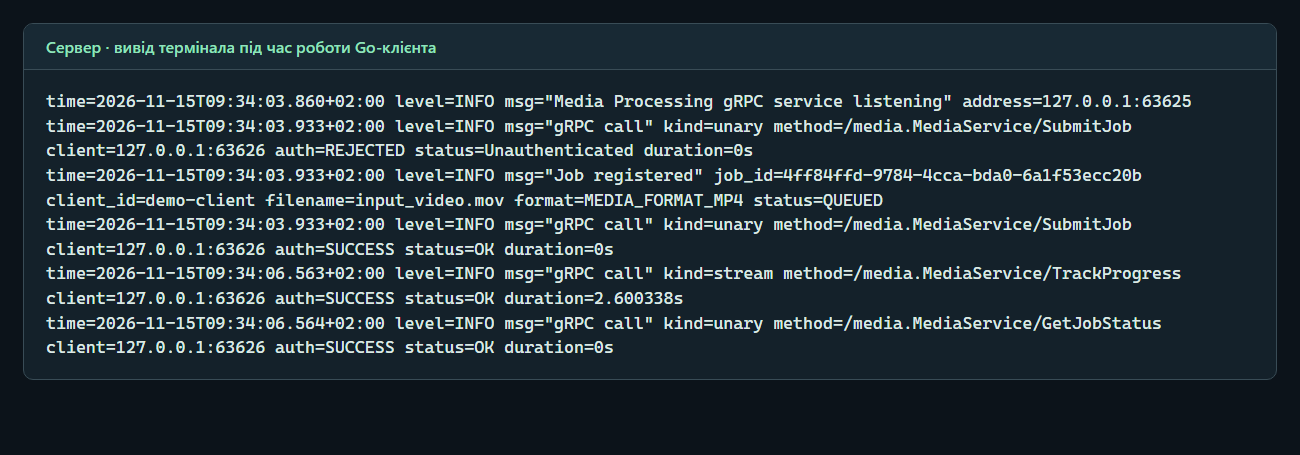 Сервер · вивід термінала під час роботи Go-клієнта
time=2026-11-15T09:34:03.860+02:00 level=INFO msg="Media Processing gRPC service listening" address=127.0.0.1:63625
time=2026-11-15T09:34:03.933+02:00 level=INFO msg="gRPC call" kind=unary method=/media.MediaService/SubmitJob
client=127.0.0.1:63626 auth=REJECTED status=Unauthenticated duration=0s
time=2026-11-15T09:34:03.933+02:00 level=INFO msg="Job registered" job_id=4ff84ffd-9784-4cca-bda0-6a1f53ecc20b
client_id=demo-client filename=input_video.mov format=MEDIA_FORMAT_MP4 status=QUEUED
time=2026-11-15T09:34:03.933+02:00 level=INFO msg="gRPC call" kind=unary method=/media.MediaService/SubmitJob
client=127.0.0.1:63626 auth=SUCCESS status=OK duration=0s
time=2026-11-15T09:34:06.563+02:00 level=INFO msg="gRPC call" kind=stream method=/media.MediaService/TrackProgress
client=127.0.0.1:63626 auth=SUCCESS status=OK duration=2.600338s
time=2026-11-15T09:34:06.564+02:00 level=INFO msg="gRPC call" kind=unary method=/media.MediaService/GetJobStatus
client=127.0.0.1:63626 auth=SUCCESS status=OK duration=0s